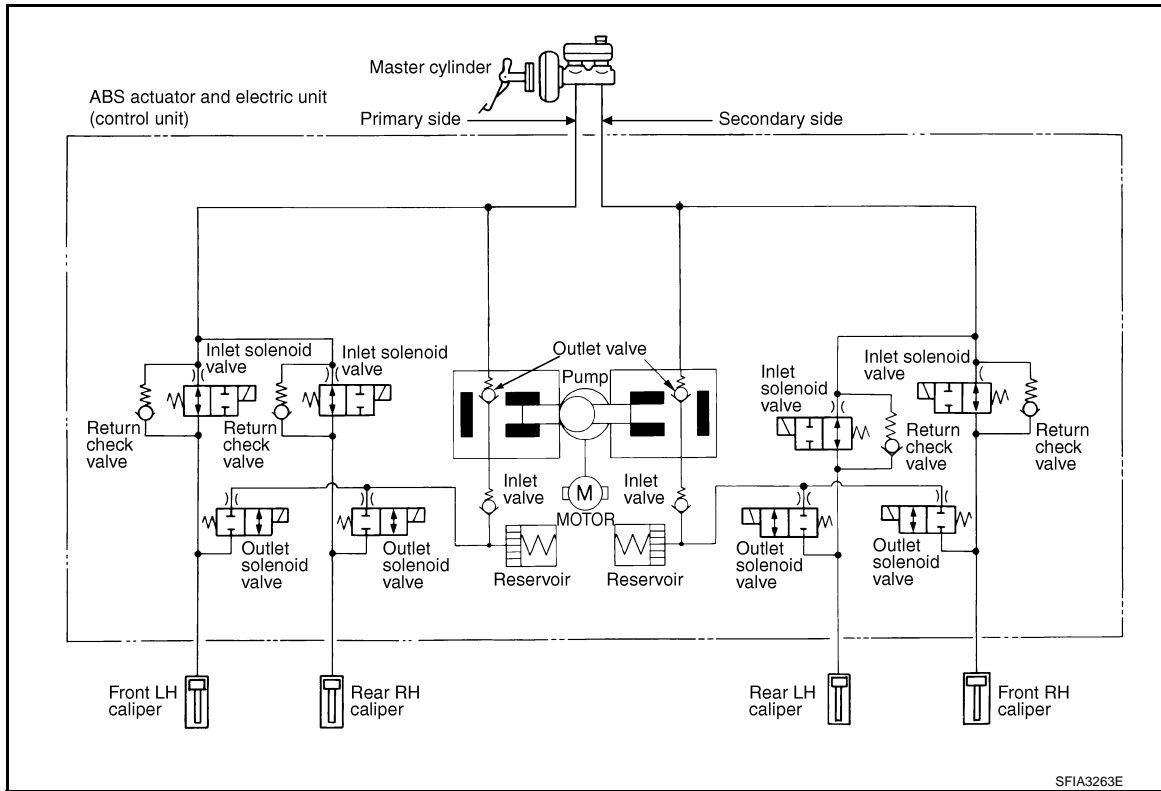 Master cylinder
ABS actuator and electric unit
(control unit)
Primary side
Secondary side
Inlet solenoid
valve
Inlet solenoid
valve
Outlet valve
Pump
Inlet
solenoid
valve
Inlet solenoid
valve
Return
check
valve
Return
check
valve
Return
check
valve
Return
check
valve
Inlet
valve
Inlet
valve
M
MOTOR
Outlet
solenoid
valve
Outlet
solenoid
valve
Reservoir
Reservoir
Outlet
solenoid
valve
Outlet
solenoid
valve
Front LH
caliper
Rear RH
caliper
Rear LH
caliper
Front RH
caliper
SFIA3263E